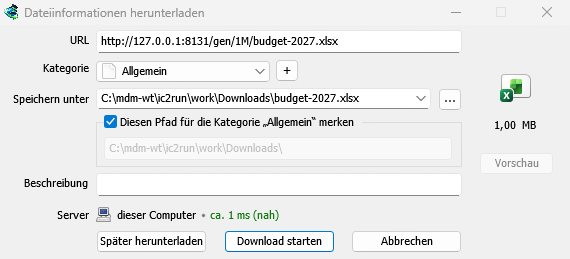 Dateiinformationen herunterladen
URL http://127.0.0.1:8131/gen/1M/budget-2027.xlsx
Kategorie Allgemein +
Speichern unter C:\mdm-wt\ic2run\work\Downloads\budget-2027.xlsx ...
Diesen Pfad für die Kategorie „Allgemein“ merken
C:\mdm-wt\ic2run\work\Downloads\
1,00 MB
Vorschau
Beschreibung
Server dieser Computer • ca. 1 ms (nah)
Später herunterladen Download starten Abbrechen